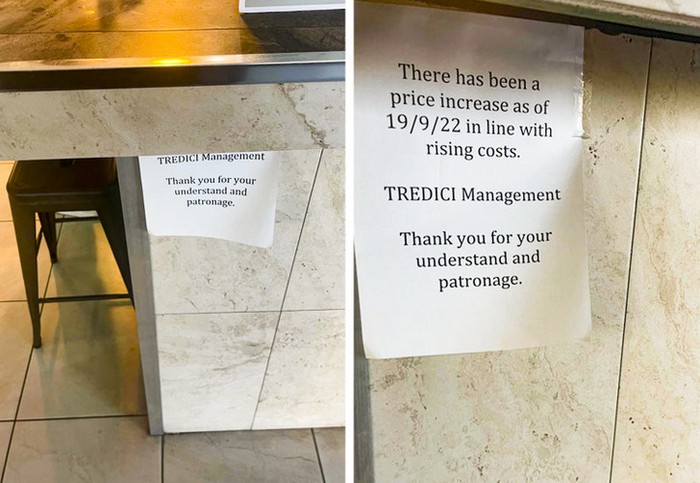 TREDICI Management
Thank you for your
understand and
patronage.
There has been a
price increase as of
19/9/22 in line with
rising costs.
TREDICI Management
Thank you for your
understand and
patronage.